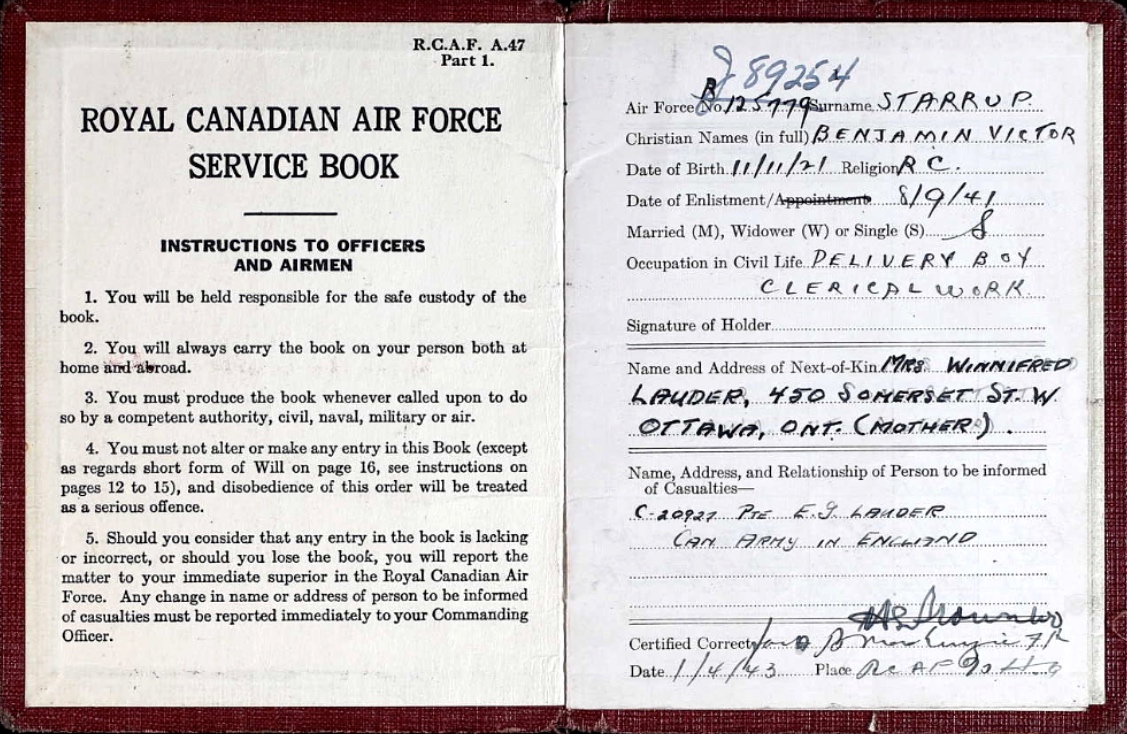 R.C.A.F. A.47
Part 1.
ROYAL CANADIAN AIR FORCE
SERVICE BOOK
INSTRUCTIONS TO OFFICERS
AND AIRMEN
1. You will be held responsible for the safe custody of the
book.
2. You will always carry the book on your person both at
home and abroad.
3. You must produce the book whenever called upon to do
so by a competent authority, civil, naval, military or air.
4. You must not alter or make any entry in this Book (except
as regards short form of Will on page 16, see instructions on
pages 12 to 15), and disobedience of this order will be treated
as a serious offence.
5. Should you consider that any entry in the book is lacking
or incorrect, or should you lose the book, you will report the
matter to your immediate superior in the Royal Canadian Air
Force. Any change in name or address of person to be informed
of casualties must be reported immediately to your Commanding
Officer.
J 89254
Air Force No. R 125779 Surname STARRUP.
Christian Names (in full) BENJAMIN VICTOR
Date of Birth 11/11/21 Religion R C.
Date of Enlistment/Appointment 8/9/41
Married (M), Widower (W) or Single (S) S
Occupation in Civil Life DELIVERY BOY
CLERICAL WORK.
Signature of Holder
Name and Address of Next-of-Kin MRS. WINNIFRED
LAUDER, 450 SOMERSET ST. W
OTTAWA, ONT. (MOTHER).
Name, Address, and Relationship of Person to be informed
of Casualties—
C-20927 PTE E.J. LAUDER
CAN ARMY IN ENGLAND
Certified Correct
Date 1/4/43 Place RCAF